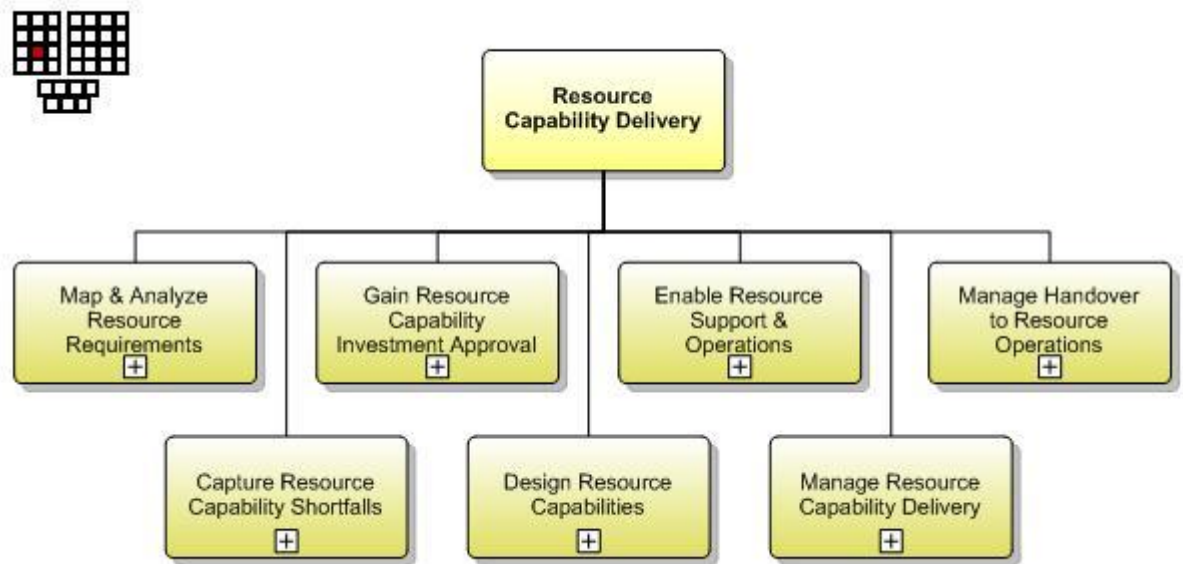 Resource
Capability Delivery
Map & Analyze
Resource
Requirements
Gain Resource
Capability
Investment Approval
Enable Resource
Support &
Operations
Manage Handover
to Resource
Operations
Capture Resource
Capability Shortfalls
Design Resource
Capabilities
Manage Resource
Capability Delivery